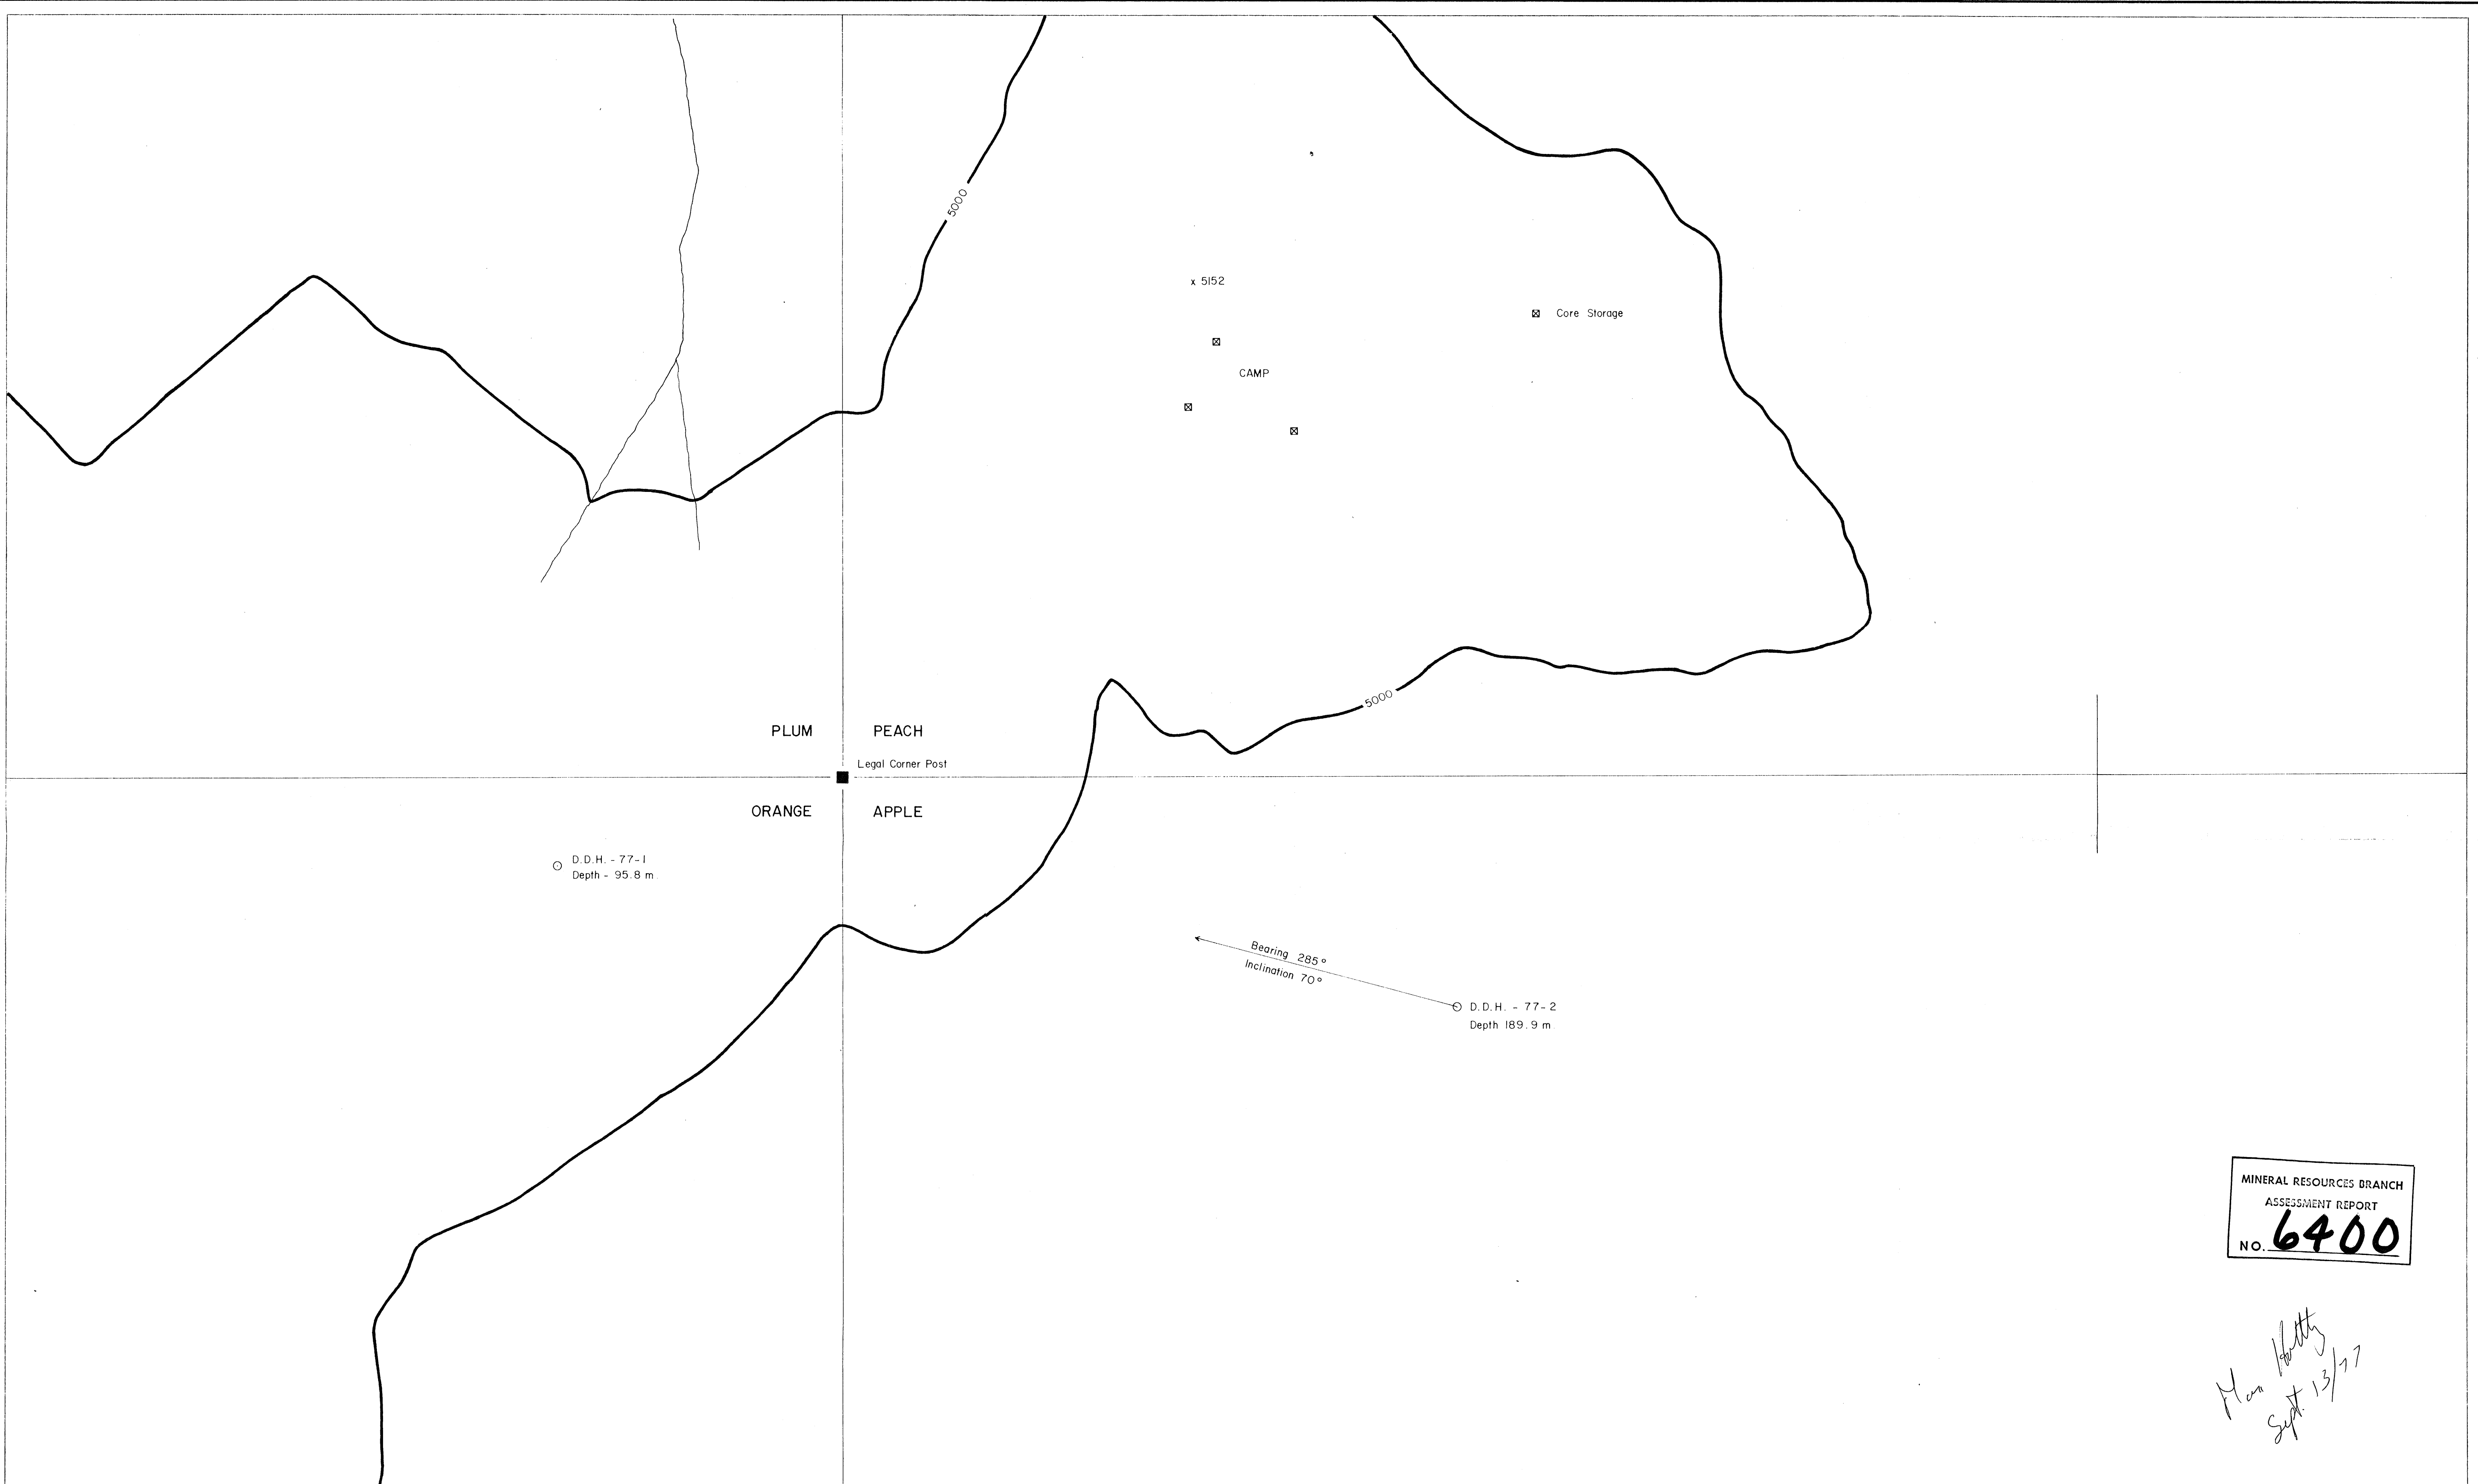 5000
x 5152
Core Storage
CAMP
5000
PLUM
PEACH
Legal Corner Post
ORANGE
APPLE
D.D.H. - 77-1
Depth - 95.8 m.
Bearing 285°
Inclination 70°
D.D.H. - 77-2
Depth 189.9 m.
MINERAL RESOURCES BRANCH
ASSESSMENT REPORT
NO. 6400
Sept. 13/77